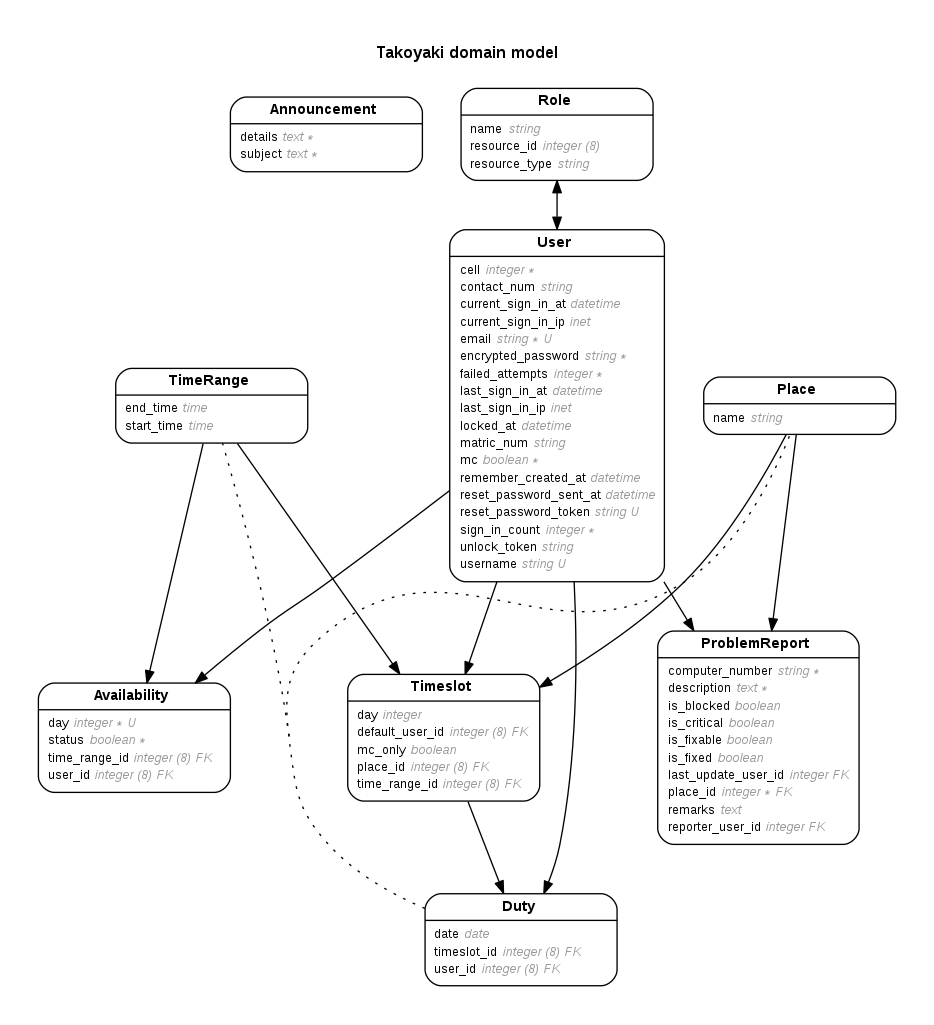 Takoyaki domain model
Announcement
details text *
subject text *
Role
name string
resource_id integer (8)
resource_type string
User
cell integer *
contact_num string
current_sign_in_at datetime
current_sign_in_ip inet
email string * U
encrypted_password string *
failed_attempts integer *
last_sign_in_at datetime
last_sign_in_ip inet
locked_at datetime
matric_num string
mc boolean *
remember_created_at datetime
reset_password_sent_at datetime
reset_password_token string U
sign_in_count integer *
unlock_token string
username string U
TimeRange
end_time time
start_time time
Place
name string
Availability
day integer * U
status boolean *
time_range_id integer (8) FK
user_id integer (8) FK
Timeslot
day integer
default_user_id integer (8) FK
mc_only boolean
place_id integer (8) FK
time_range_id integer (8) FK
ProblemReport
computer_number string *
description text *
is_blocked boolean
is_critical boolean
is_fixable boolean
is_fixed boolean
last_update_user_id integer FK
place_id integer * FK
remarks text
reporter_user_id integer FK
Duty
date date
timeslot_id integer (8) FK
user_id integer (8) FK